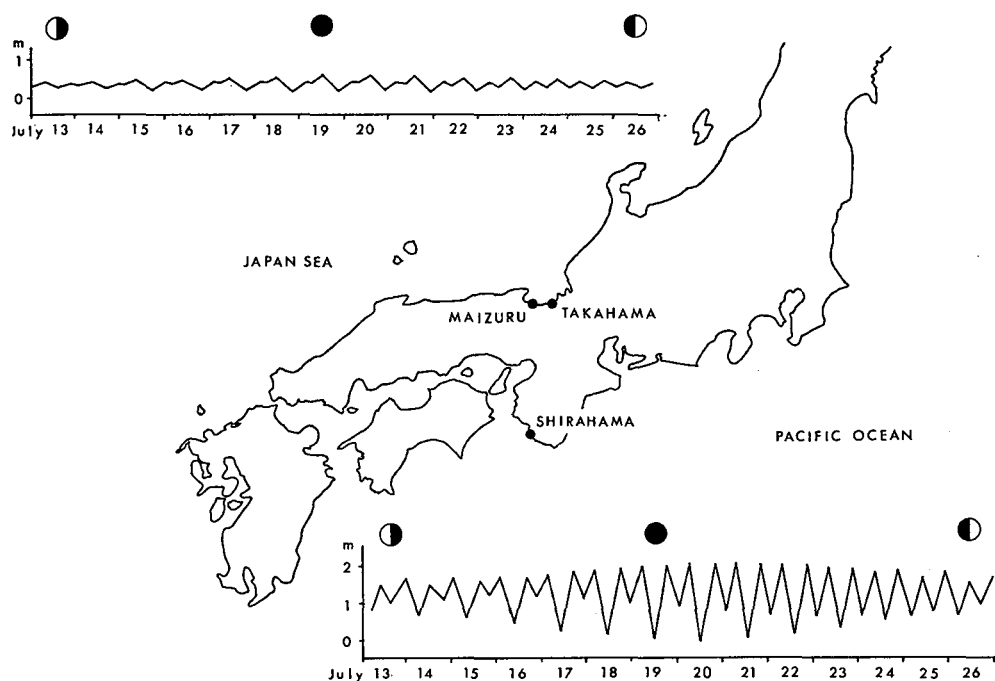 m
1
0
July 13 14 15 16 17 18 19 20 21 22 23 24 25 26
JAPAN SEA
MAIZURU
TAKAHAMA
SHIRAHAMA
PACIFIC OCEAN
m
2
1
0
July 13 14 15 16 17 18 19 20 21 22 23 24 25 26